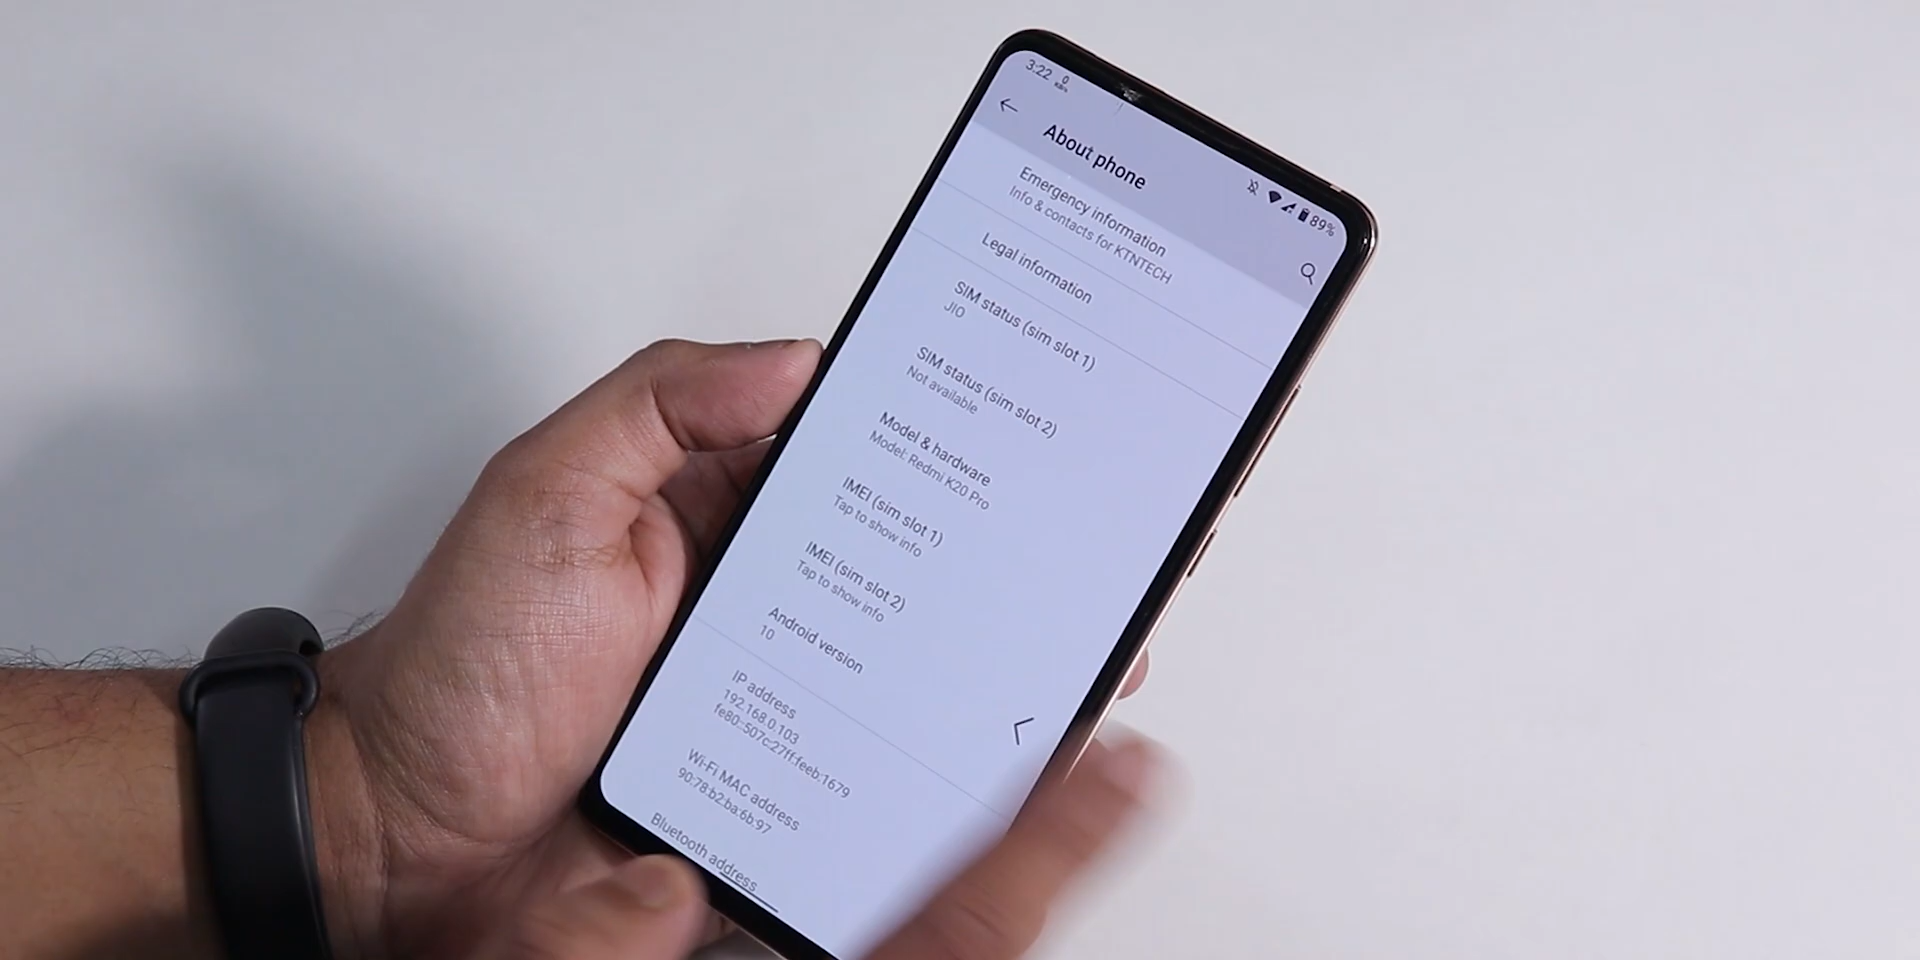 3:22 0 KB/s 89%
About phone
Emergency information
Info & contacts for KTNTECH
Legal information
SIM status (sim slot 1)
JIO
SIM status (sim slot 2)
Not available
Model & hardware
Model: Redmi K20 Pro
IMEI (sim slot 1)
Tap to show info
IMEI (sim slot 2)
Tap to show info
Android version
10
IP address
192.168.0.103
fe80::507c:27ff:feeb:1679
Wi-Fi MAC address
90:78:b2:ba:6b:97
Bluetooth address